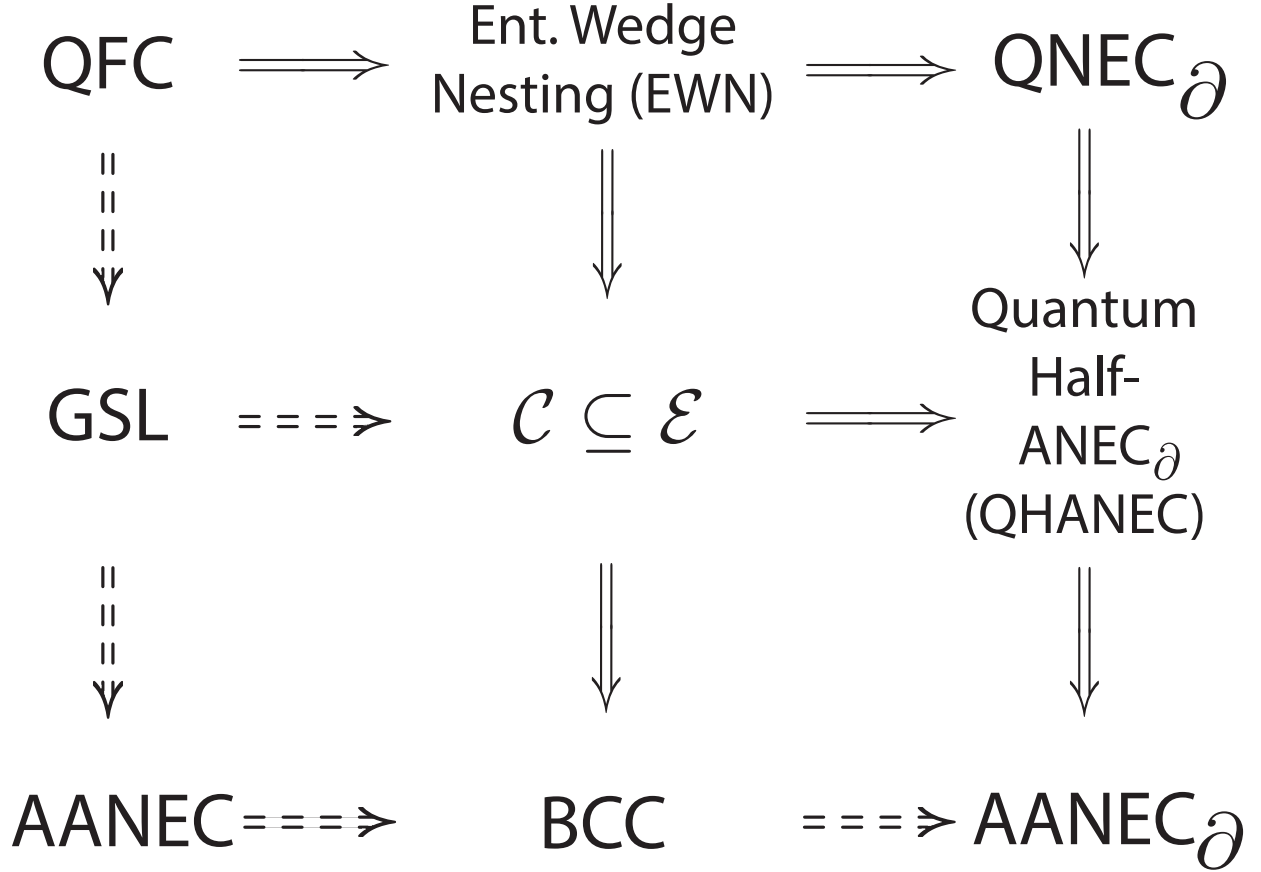 QFC
Ent. Wedge
Nesting (EWN)
QNEC∂
GSL
𝒞 ⊆ ℰ
Quantum
Half-
ANEC∂
(QHANEC)
AANEC
BCC
AANEC∂